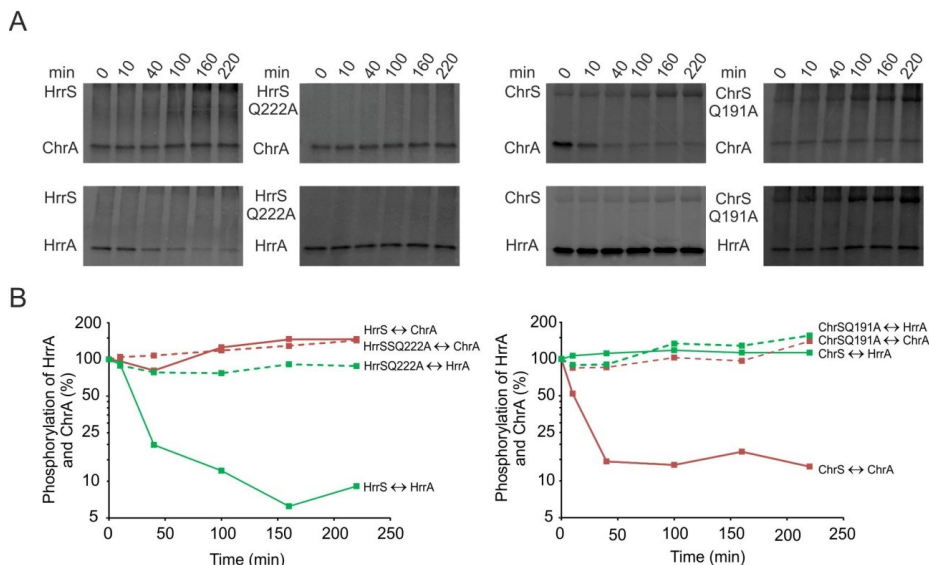 A
min 0 10 40 100 160 220 0 10 40 100 160 220 min 0 10 40 100 160 220 0 10 40 100 160 220
HrrS HrrS ChrS ChrS
Q222A Q191A
ChrA ChrA ChrA ChrA
HrrS HrrS ChrS ChrS
Q222A Q191A
HrrA HrrA HrrA HrrA
B
Phosphorylation of HrrA
and ChrA (%)
200
100
50
25
10
5
0 50 100 150 200 250
Time (min)
HrrS ↔ ChrA
HrrSSQ222A ↔ ChrA
HrrSQ222A ↔ HrrA
HrrS ↔ HrrA
Phosphorylation of HrrA
and ChrA (%)
200
100
50
25
10
5
0 50 100 150 200 250
Time (min)
ChrSQ191A ↔ HrrA
ChrSQ191A ↔ ChrA
ChrS ↔ HrrA
ChrS ↔ ChrA